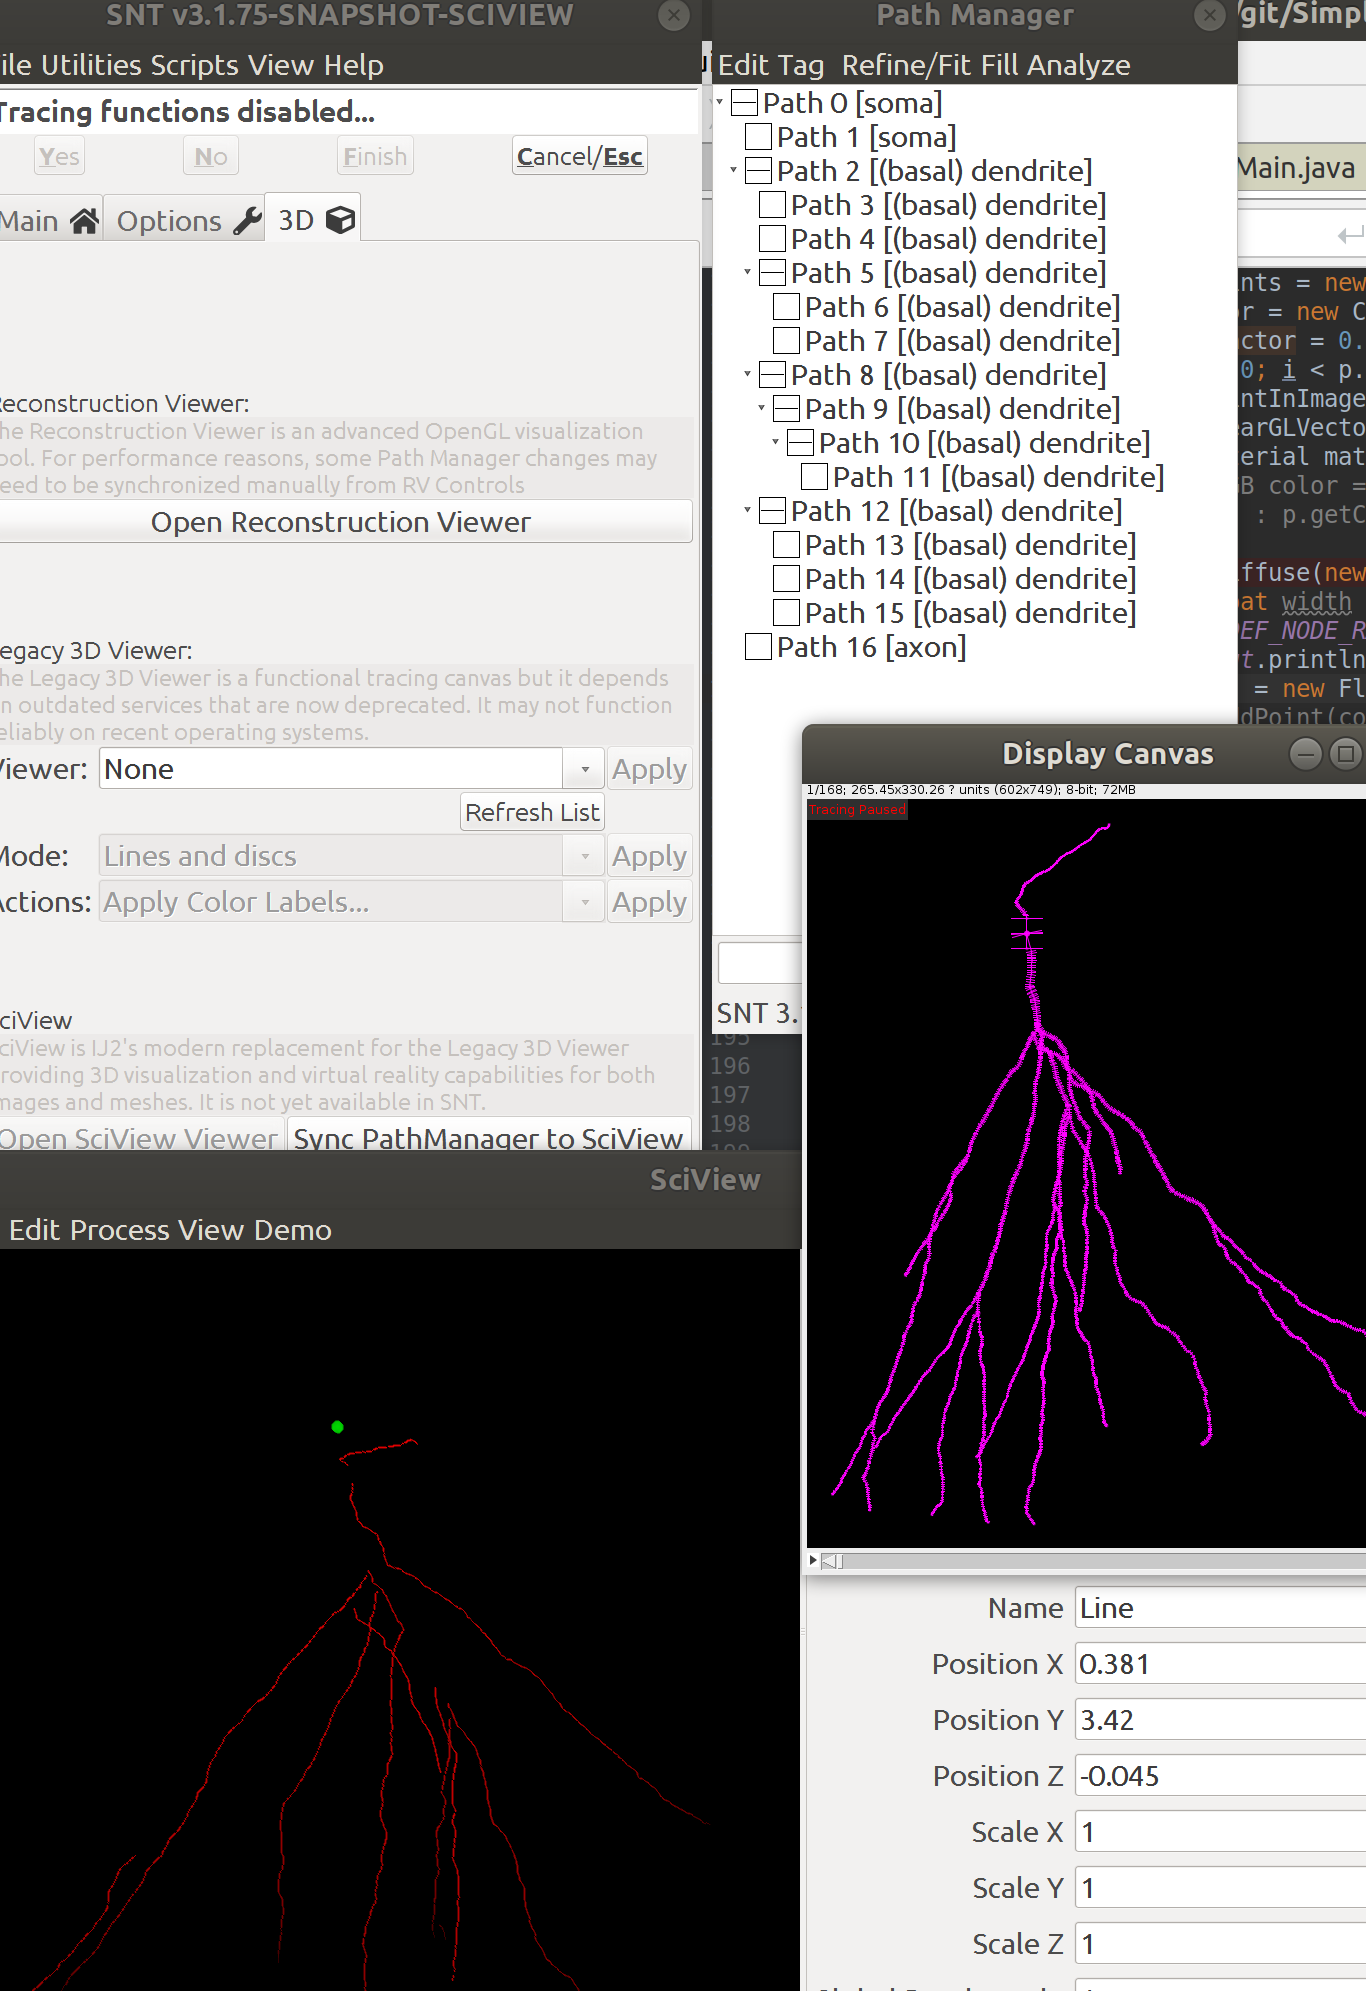 SNT v3.1.75-SNAPSHOT-SCIVIEW
ile Utilities Scripts View Help
Tracing functions disabled...
Yes No Finish Cancel/Esc
Main Options 3D
econstruction Viewer:
he Reconstruction Viewer is an advanced OpenGL visualization
ool. For performance reasons, some Path Manager changes may
eed to be synchronized manually from RV Controls
Open Reconstruction Viewer
egacy 3D Viewer:
he Legacy 3D Viewer is a functional tracing canvas but it depends
n outdated services that are now deprecated. It may not function
eliably on recent operating systems.
Viewer: None Apply
Refresh List
Mode: Lines and discs Apply
Actions: Apply Color Labels... Apply
ciView
ciView is IJ2's modern replacement for the Legacy 3D Viewer
roviding 3D visualization and virtual reality capabilities for both
mages and meshes. It is not yet available in SNT.
Open SciView Viewer Sync PathManager to SciView
Path Manager
Edit Tag Refine/Fit Fill Analyze
Path 0 [soma]
Path 1 [soma]
Path 2 [(basal) dendrite]
Path 3 [(basal) dendrite]
Path 4 [(basal) dendrite]
Path 5 [(basal) dendrite]
Path 6 [(basal) dendrite]
Path 7 [(basal) dendrite]
Path 8 [(basal) dendrite]
Path 9 [(basal) dendrite]
Path 10 [(basal) dendrite]
Path 11 [(basal) dendrite]
Path 12 [(basal) dendrite]
Path 13 [(basal) dendrite]
Path 14 [(basal) dendrite]
Path 15 [(basal) dendrite]
Path 16 [axon]
SNT 3.
/git/Simpl
Main.java
nts = new
or = new C
ctor = 0.
0; i < p.
ntInImage
earGLVecto
erial mat
GB color =
: p.getC
ffuse(new
oat width
DEF_NODE_R
t.println
= new Fl
dPoint(co
195
196
197
198
199
Display Canvas
1/168; 265.45x330.26 ? units (602x749); 8-bit; 72MB
Tracing Paused
SciView
Edit Process View Demo
Name Line
Position X 0.381
Position Y 3.42
Position Z -0.045
Scale X 1
Scale Y 1
Scale Z 1